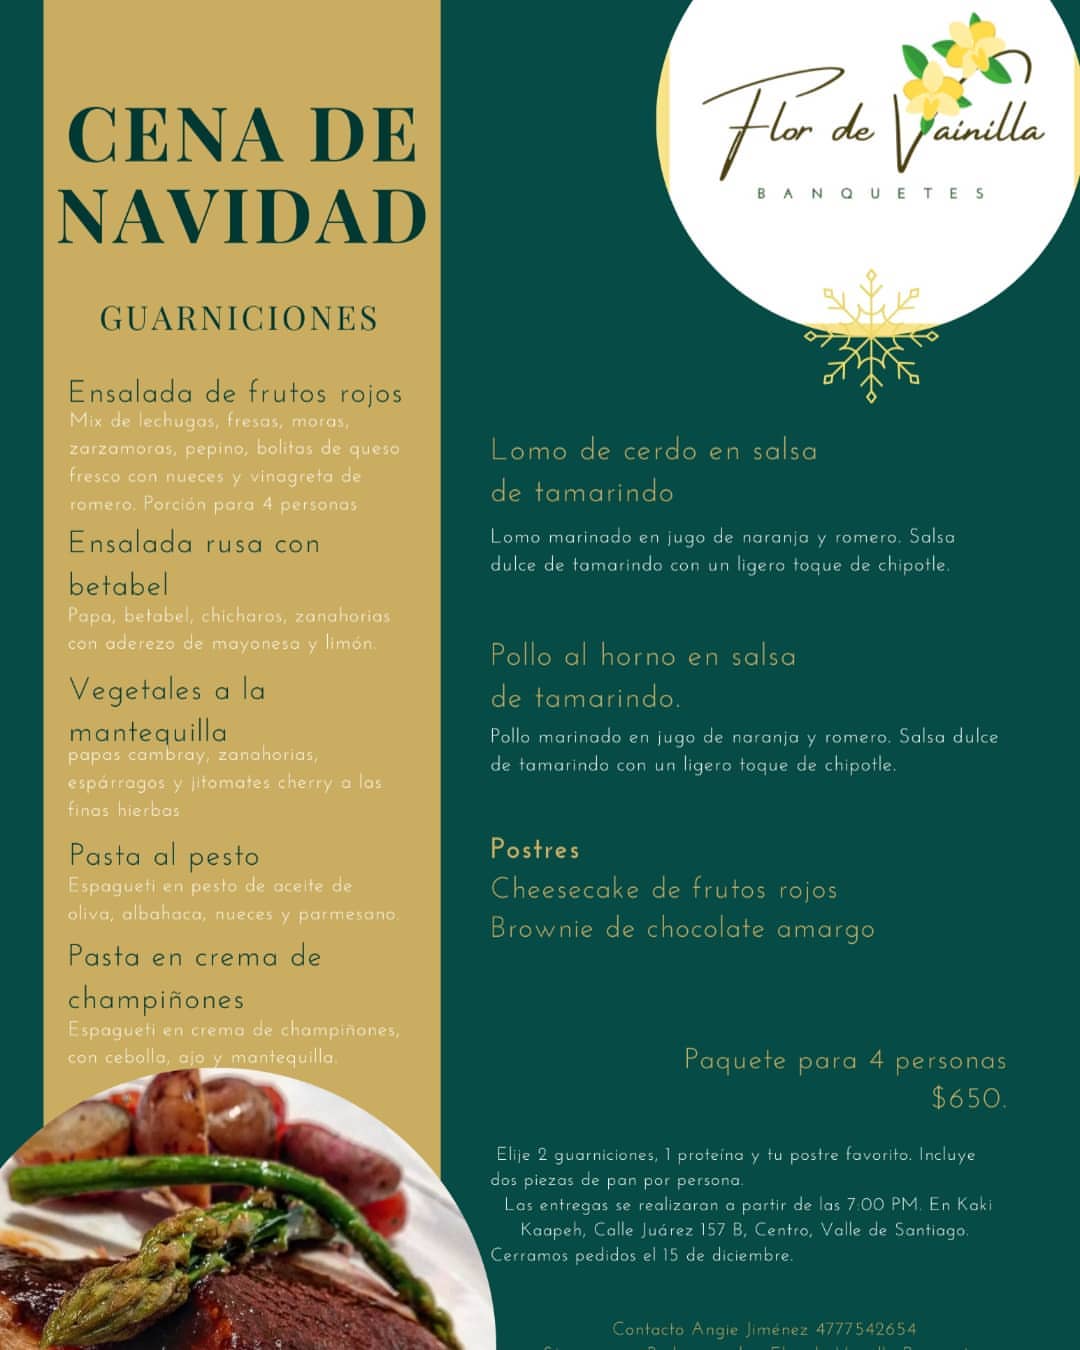 CENA DE
NAVIDAD
GUARNICIONES
Ensalada de frutos rojos
Mix de lechugas, fresas, moras,
zarzamoras, pepino, bolitas de queso
fresco con nueces y vinagreta de
romero. Porción para 4 personas
Ensalada rusa con
betabel
Papa, betabel, chicharos, zanahorias
con aderezo de mayonesa y limón.
Vegetales a la
mantequilla
papas cambray, zanahorias,
espárragos y jitomates cherry a las
finas hierbas
Pasta al pesto
Espagueti en pesto de aceite de
oliva, albahaca, nueces y parmesano.
Pasta en crema de
champiñones
Espagueti en crema de champiñones,
con cebolla, ajo y mantequilla.
Flor de Vainilla
BANQUETES
Lomo de cerdo en salsa
de tamarindo
Lomo marinado en jugo de naranja y romero. Salsa
dulce de tamarindo con un ligero toque de chipotle.
Pollo al horno en salsa
de tamarindo.
Pollo marinado en jugo de naranja y romero. Salsa dulce
de tamarindo con un ligero toque de chipotle.
Postres
Cheesecake de frutos rojos
Brownie de chocolate amargo
Paquete para 4 personas
$650.
Elije 2 guarniciones, 1 proteína y tu postre favorito. Incluye
dos piezas de pan por persona.
Las entregas se realizaran a partir de las 7:00 PM. En Kaki
Kaapeh, Calle Juárez 157 B, Centro, Valle de Santiago.
Cerramos pedidos el 15 de diciembre.
Contacto Angie Jiménez 4777542654